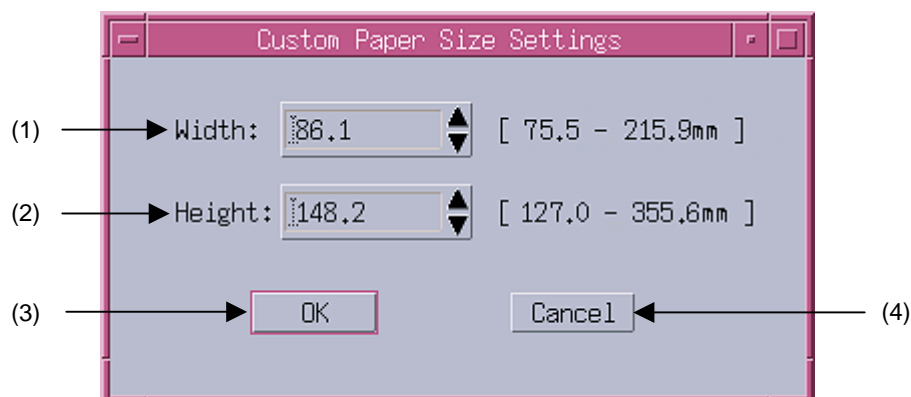 Custom Paper Size Settings
(1) Width: 86.1 [ 75.5 - 215.9mm ]
(2) Height: 148.2 [ 127.0 - 355.6mm ]
(3) OK Cancel (4)